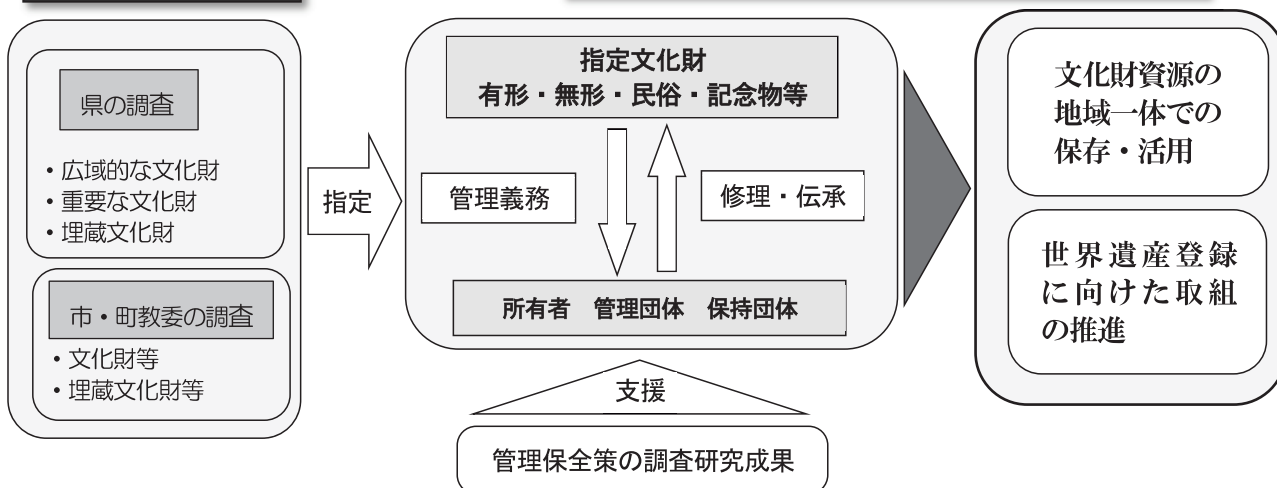 県の調査
・広域的な文化財
・重要な文化財
・埋蔵文化財
市・町教委の調査
・文化財等
・埋蔵文化財等
指定
指定文化財
有形・無形・民俗・記念物等
管理義務
修理・伝承
所有者　管理団体　保持団体
支援
管理保全策の調査研究成果
文化財資源の
地域一体での
保存・活用
世界遺産登録
に向けた取組
の推進